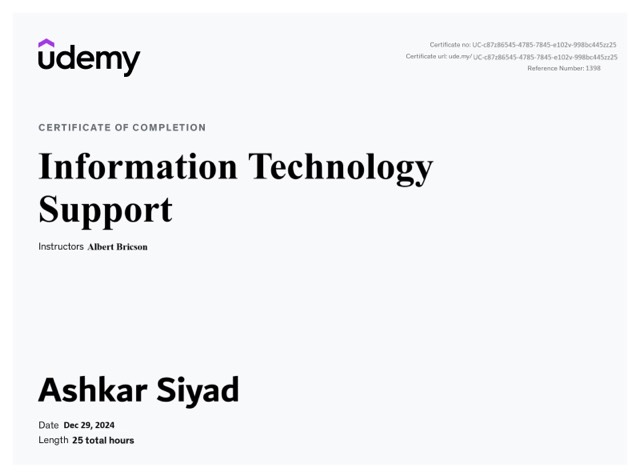 udemy
Certificate no: UC-c87z86545-4785-7845-e102v-998bc445zz25
Certificate url: ude.my/ UC-c87z86545-4785-7845-e102v-998bc445zz25
Reference Number: 1398
CERTIFICATE OF COMPLETION
Information Technology
Support
Instructors Albert Bricson
Ashkar Siyad
Date Dec 29, 2024
Length 25 total hours